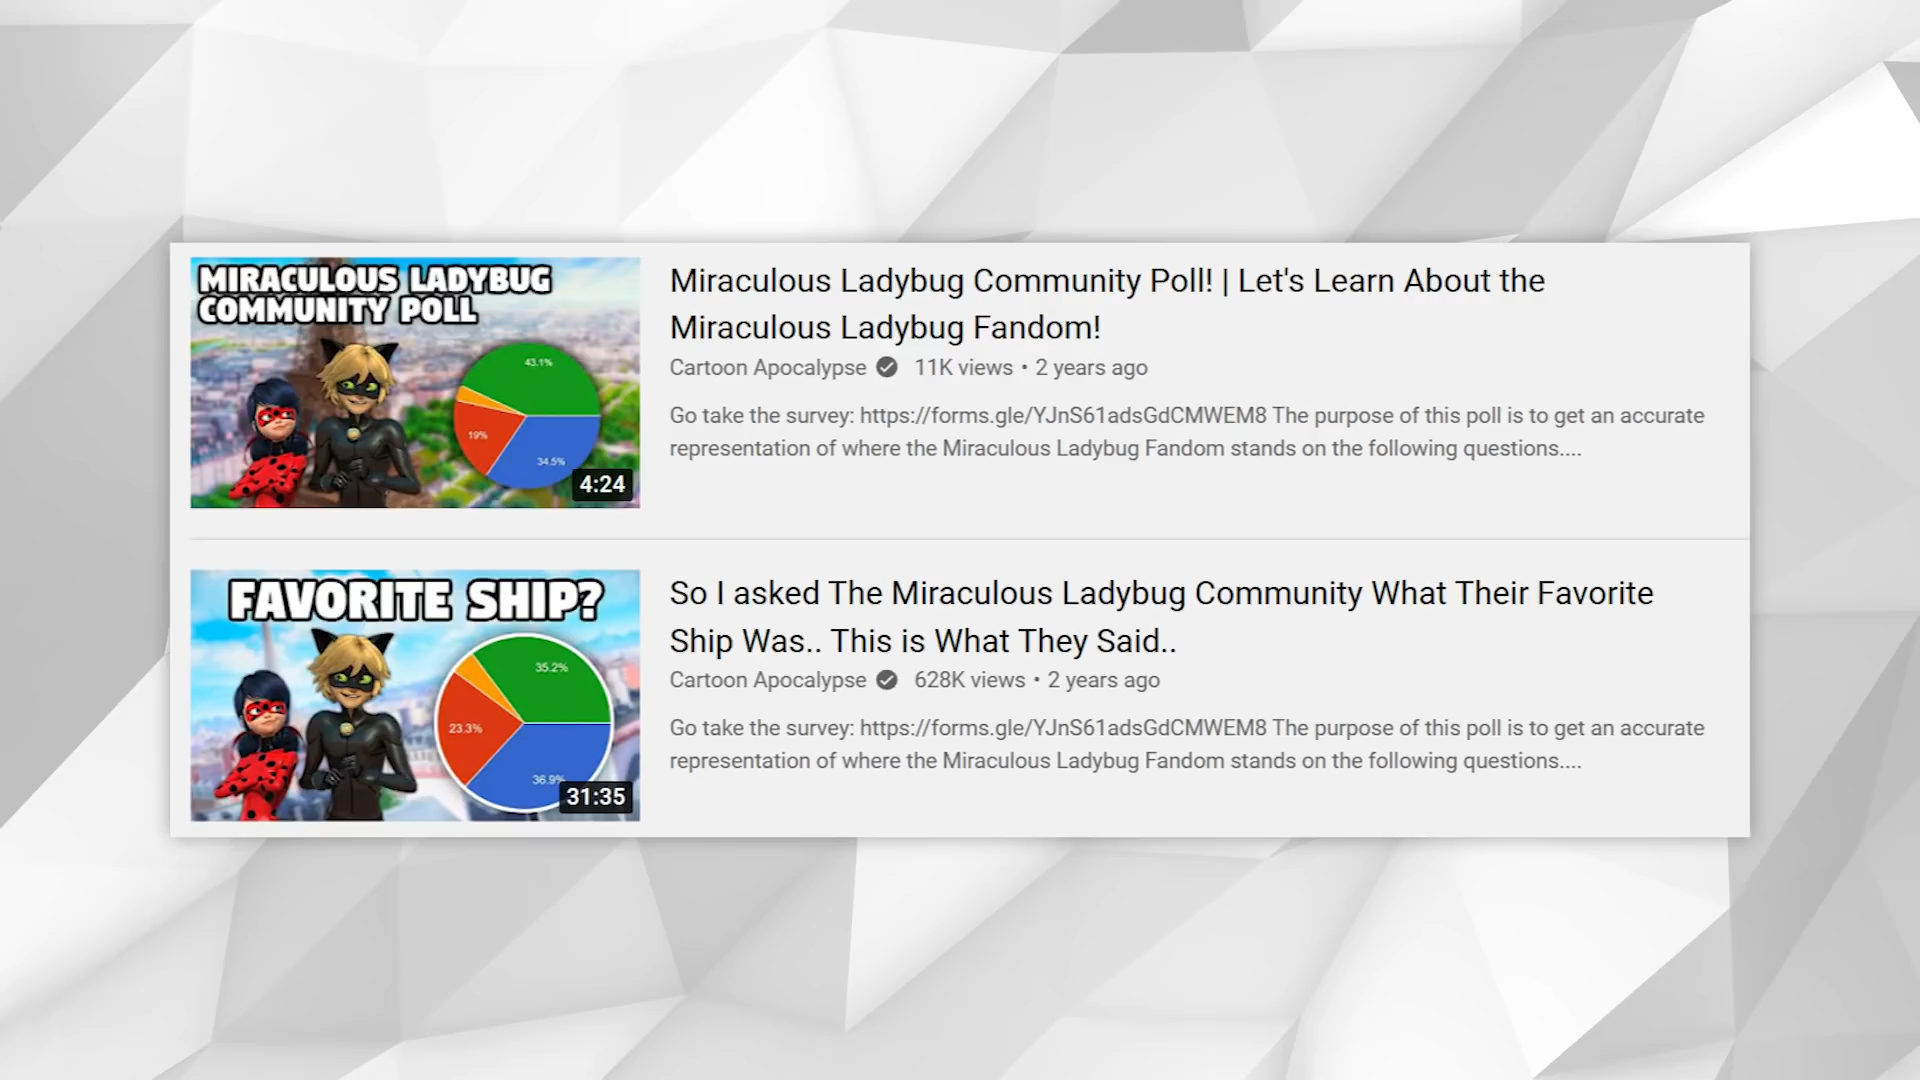 MIRACULOUS LADYBUG
COMMUNITY POLL
43.1%
19%
34.5%
4:24
Miraculous Ladybug Community Poll! | Let's Learn About the
Miraculous Ladybug Fandom!
Cartoon Apocalypse 11K views • 2 years ago
Go take the survey: https://forms.gle/YJnS61adsGdCMWEM8 The purpose of this poll is to get an accurate
representation of where the Miraculous Ladybug Fandom stands on the following questions....
FAVORITE SHIP?
35.2%
23.3%
36.9%
31:35
So I asked The Miraculous Ladybug Community What Their Favorite
Ship Was.. This is What They Said..
Cartoon Apocalypse 628K views • 2 years ago
Go take the survey: https://forms.gle/YJnS61adsGdCMWEM8 The purpose of this poll is to get an accurate
representation of where the Miraculous Ladybug Fandom stands on the following questions....